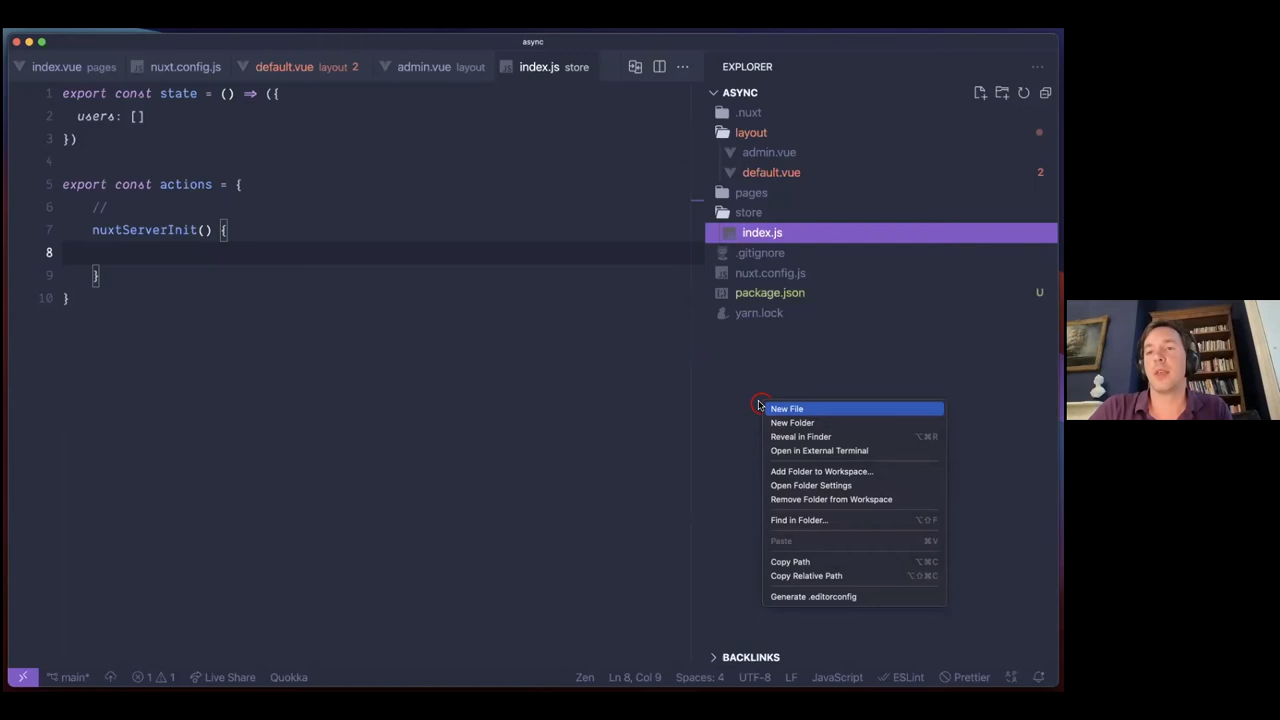 async
index.vue pages
nuxt.config.js
default.vue layout 2
admin.vue layout
index.js store
EXPLORER
1 export const state = () => ({
2 users: []
3 })
4
5 export const actions = {
6 //
7 nuxtServerInit() {
8
9 }
10 }
ASYNC
.nuxt
layout
admin.vue
default.vue 2
pages
store
index.js
.gitignore
nuxt.config.js
package.json U
yarn.lock
New File
New Folder
Reveal in Finder ⌥⌘R
Open in External Terminal
Add Folder to Workspace...
Open Folder Settings
Remove Folder from Workspace
Find in Folder... ⌥⇧F
Paste ⌘V
Copy Path ⌥⌘C
Copy Relative Path ⌥⇧⌘C
Generate .editorconfig
BACKLINKS
main* 1 1 Live Share Quokka Zen Ln 8, Col 9 Spaces: 4 UTF-8 LF JavaScript ESLint Prettier